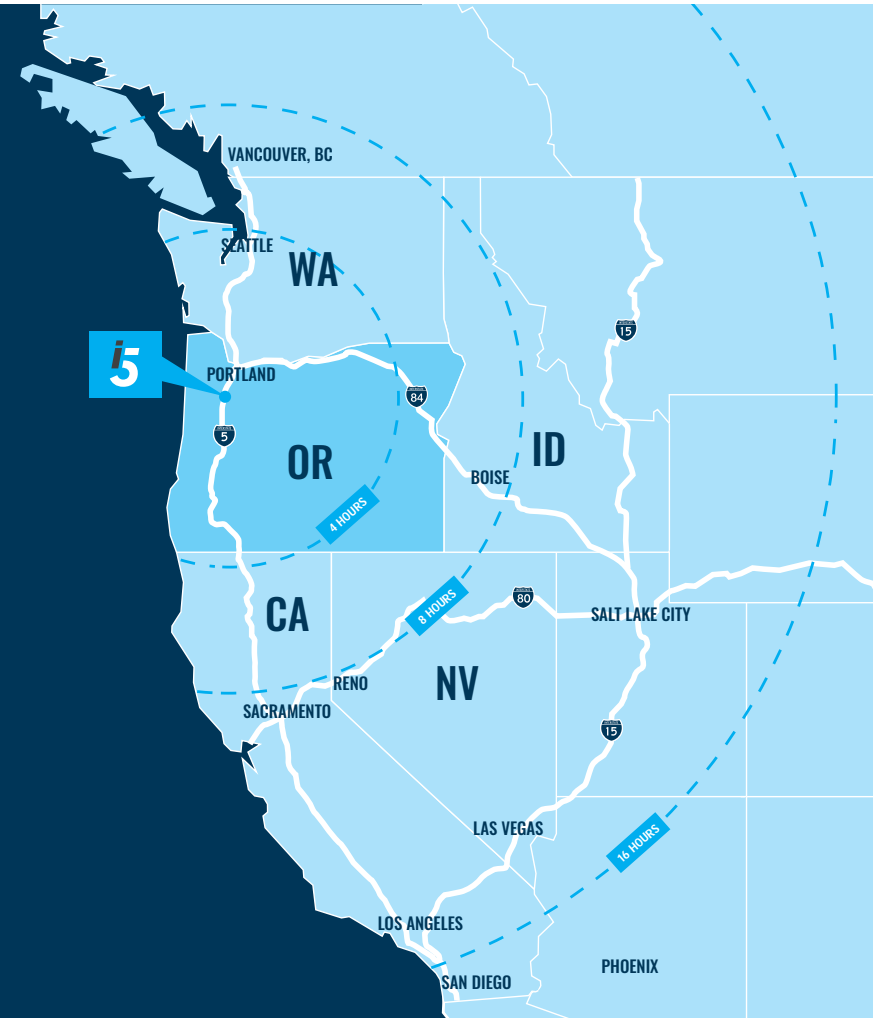 VANCOUVER, BC
SEATTLE
WA
15
i5
PORTLAND
84
5
OR
ID
BOISE
4 HOURS
8 HOURS
80
CA
SALT LAKE CITY
RENO
NV
SACRAMENTO
15
LAS VEGAS
16 HOURS
LOS ANGELES
PHOENIX
SAN DIEGO